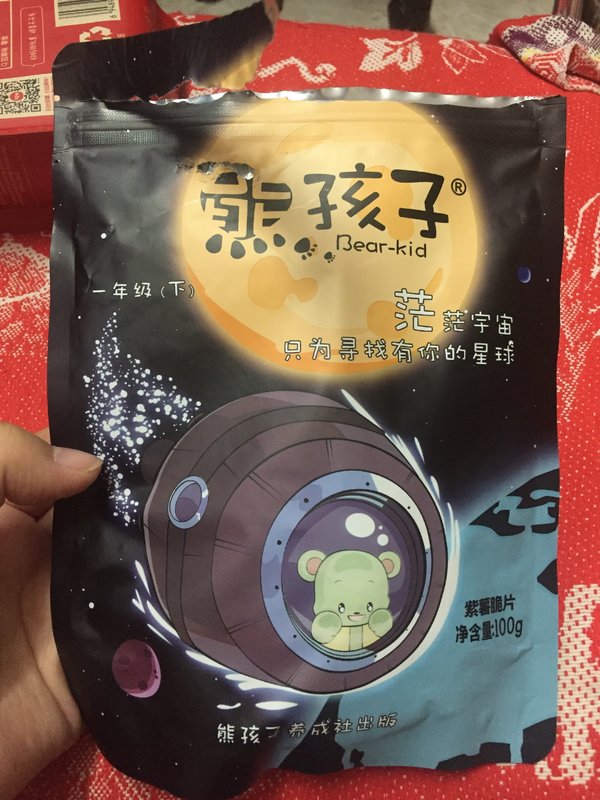 熊孩子®
Bear-kid
一年级(下)
茫茫宇宙
只为寻找有你的星球
紫薯脆片
净含量:100g
熊孩子养成社出版